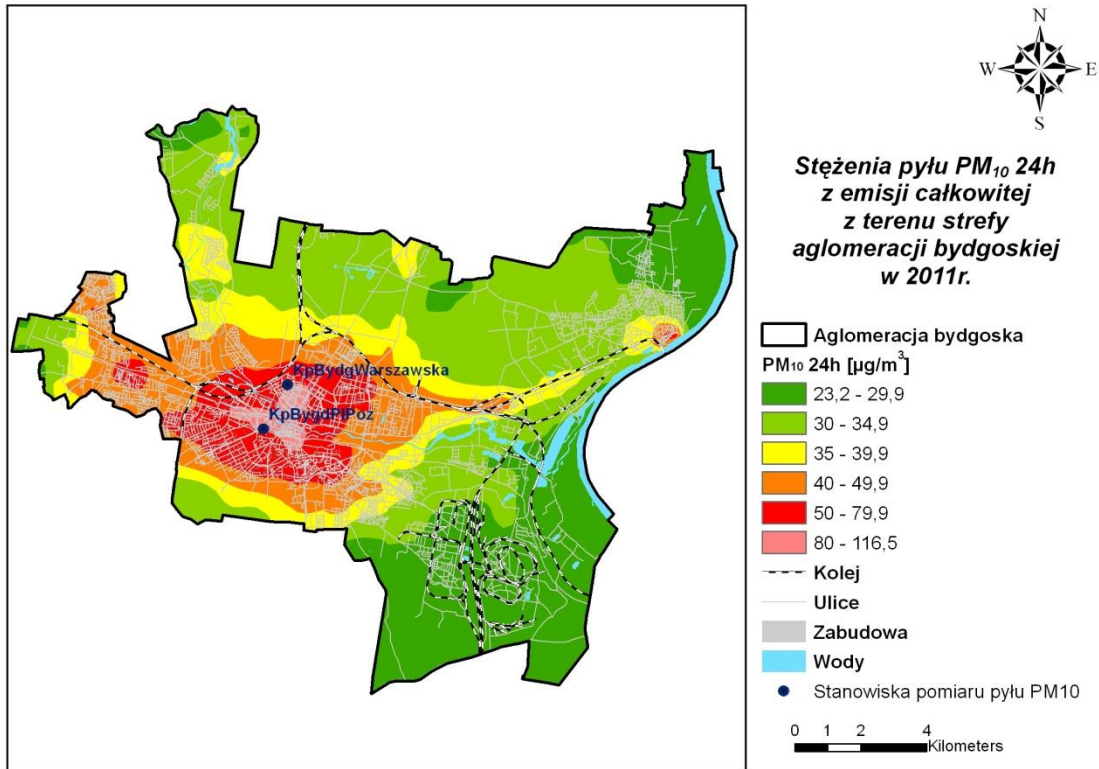 N
W E
S
Stężenia pyłu PM₁₀ 24h
z emisji całkowitej
z terenu strefy
aglomeracji bydgoskiej
w 2011r.
KpBydgWarszawska
KpBygdPlPoz
Aglomeracja bydgoska
PM₁₀ 24h [µg/m³]
23,2 - 29,9
30 - 34,9
35 - 39,9
40 - 49,9
50 - 79,9
80 - 116,5
Kolej
Ulice
Zabudowa
Wody
Stanowiska pomiaru pyłu PM10
0 1 2 4
Kilometers